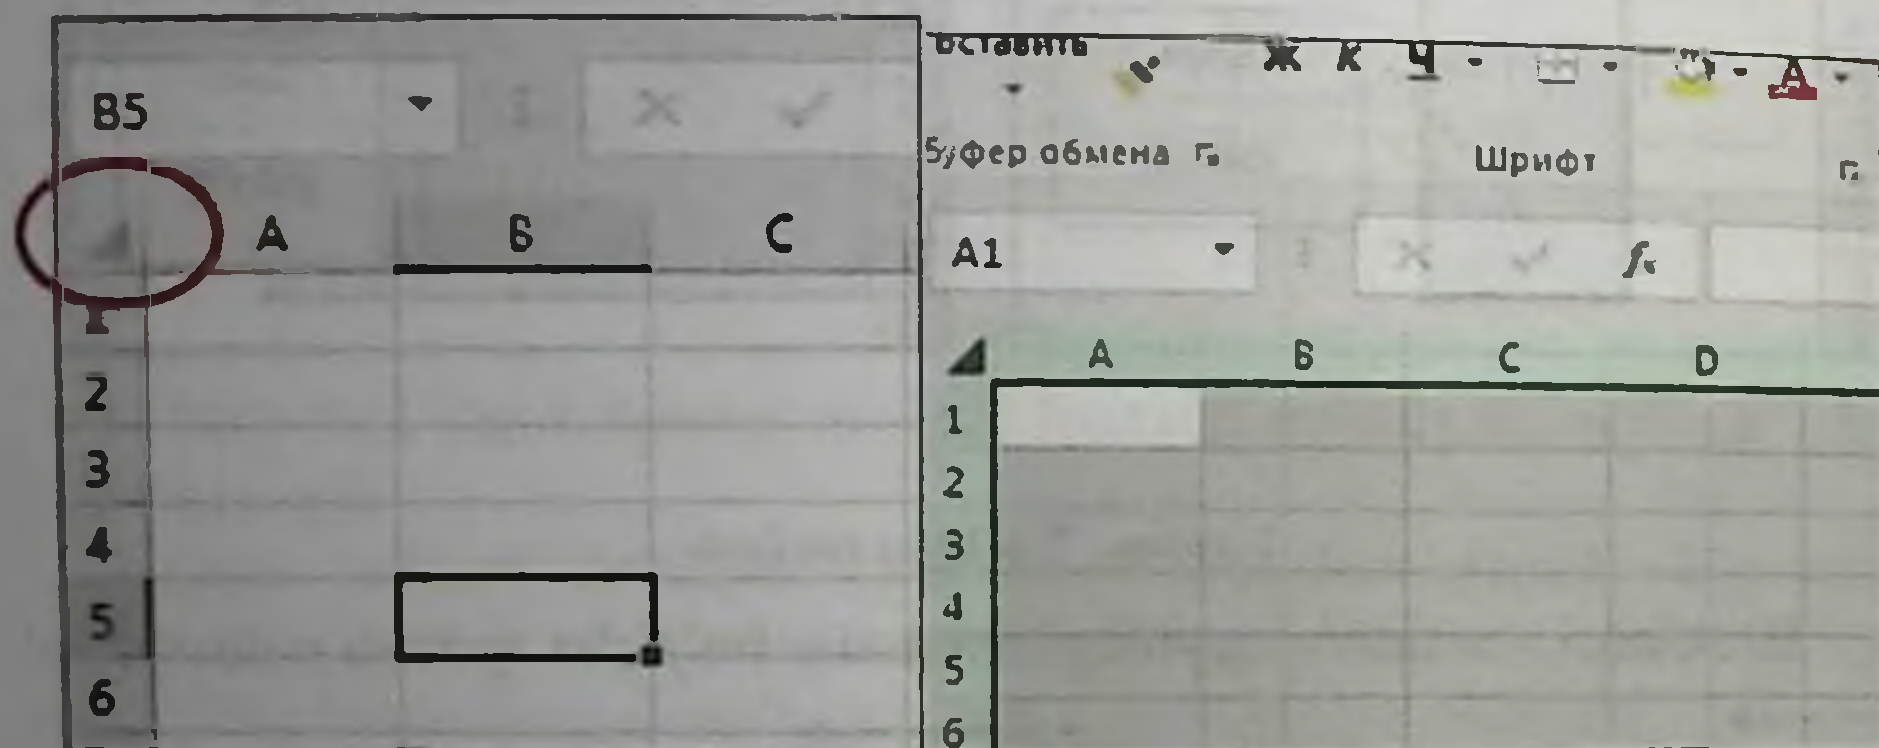 B5
A B C
1
2
3
4
5
6
Вставить
Ж К Ч А
Буфер обмена
Шрифт
A1
fx
A B C D
1
2
3
4
5
6